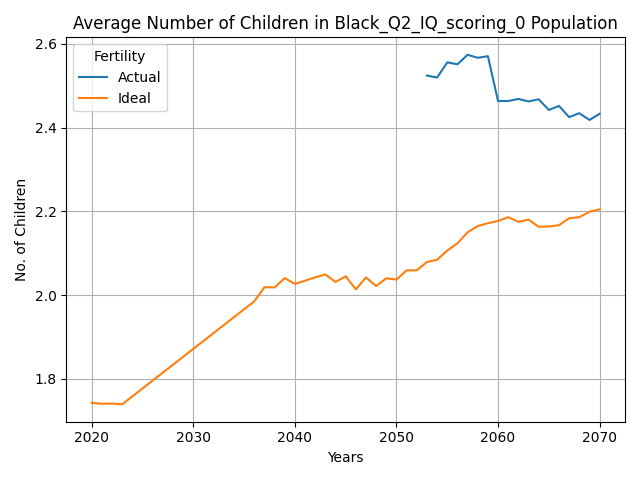 Average Number of Children in Black_Q2_IQ_scoring_0 Population
Fertility
Actual
Ideal
No. of Children
2.6
2.4
2.2
2.0
1.8
2020 2030 2040 2050 2060 2070
Years